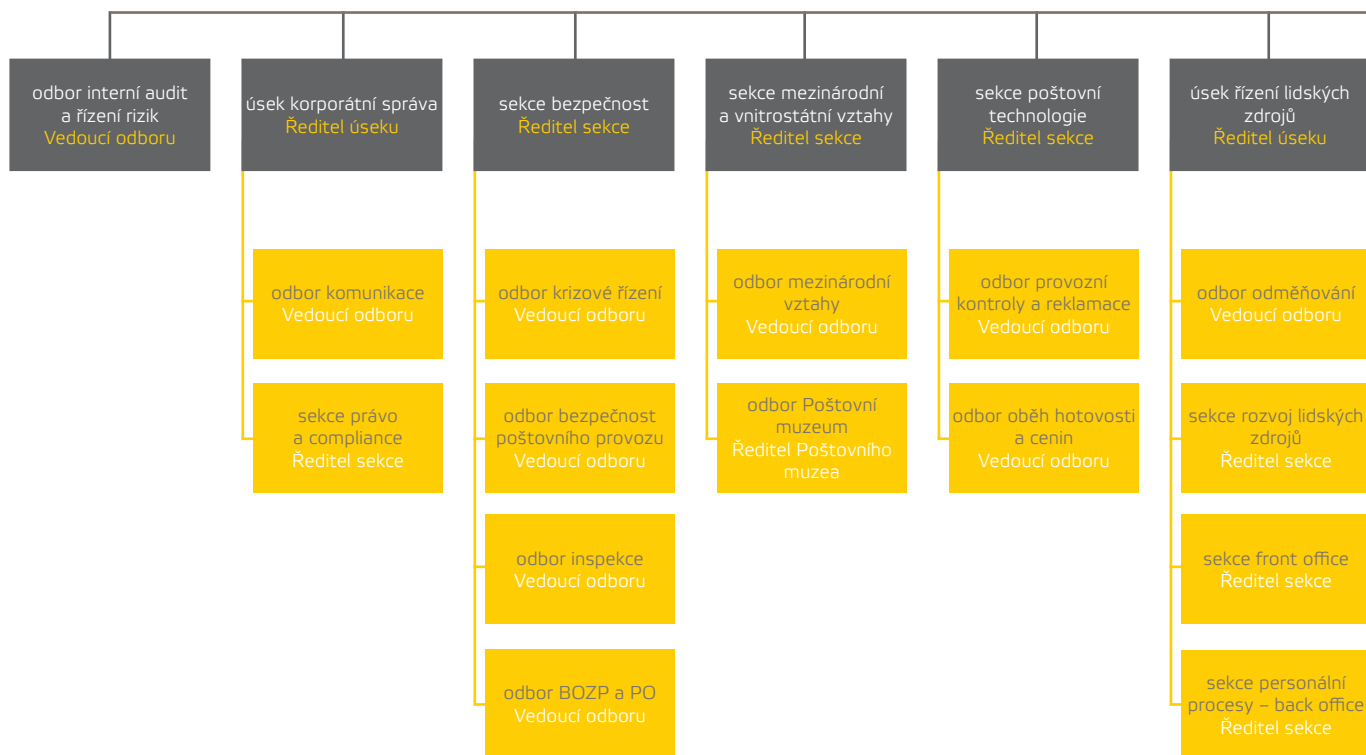 odbor interní audit
a řízení rizik
Vedoucí odboru
úsek korporátní správa
Ředitel úseku
sekce bezpečnost
Ředitel sekce
sekce mezinárodní
a vnitrostátní vztahy
Ředitel sekce
sekce poštovní
technologie
Ředitel sekce
úsek řízení lidských
zdrojů
Ředitel úseku
odbor komunikace
Vedoucí odboru
odbor krizové řízení
Vedoucí odboru
odbor mezinárodní
vztahy
Vedoucí odboru
odbor provozní
kontroly a reklamace
Vedoucí odboru
odbor odměňování
Vedoucí odboru
sekce právo
a compliance
Ředitel sekce
odbor bezpečnost
poštovního provozu
Vedoucí odboru
odbor Poštovní
muzeum
Ředitel Poštovního
muzea
odbor oběh hotovosti
a cenin
Vedoucí odboru
sekce rozvoj lidských
zdrojů
Ředitel sekce
odbor inspekce
Vedoucí odboru
sekce front office
Ředitel sekce
odbor BOZP a PO
Vedoucí odboru
sekce personální
procesy – back office
Ředitel sekce